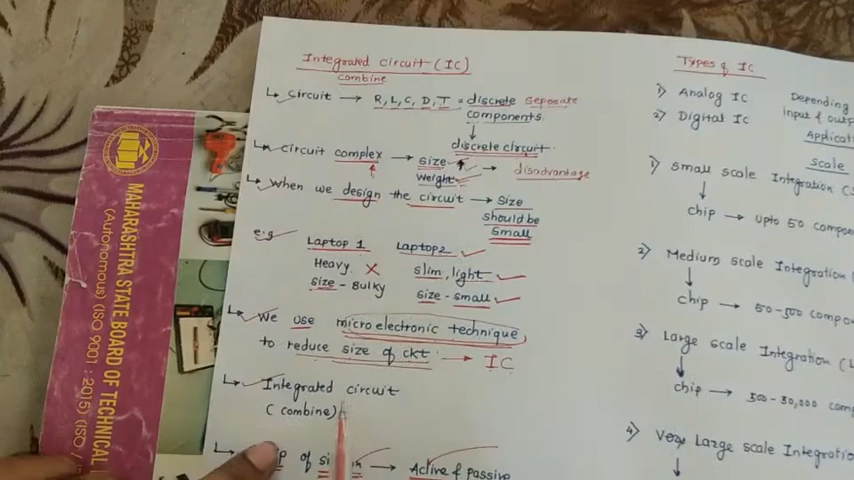 Integrated circuit (IC)
combine
Circuit → R, L, C, D, T = discrete separate
components.
discrete circuit
Circuit complex → size → disadvantage
weight
When we design the circuit → size
should be
small
e.g
Laptop 1 Laptop 2
Heavy ✗ slim, light
size - Bulky size - small
We use microelectronic technique
to reduce size of ckt → IC
Integrated circuit
(combine)
of → Active & passive
Types of IC
1) Analog IC
2) Digital IC
Depending
input & outp
Applicati
scale
1) small scale Integration (S
chip → upto 50 compon
2) Medium scale Integration
chip → 50-500 compo
3) Large scale Integration (L
chip → 500-50,000 comp
4) Very Large scale Integratio
MAHARASHTRA STATE
(Autonomous) (ISO 9001 : 2015)
BOARD OF TECHN
(ISO